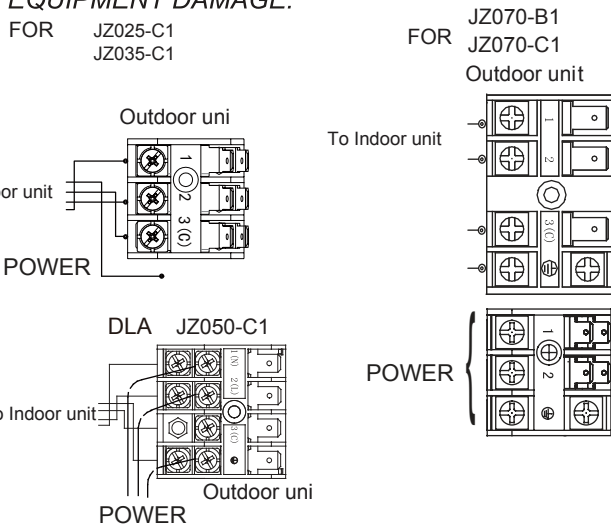 EQUIPMENT DAMAGE.
FOR
JZ025-C1
JZ035-C1
Outdoor uni
1
2
3 (C)
or unit
POWER
DLA JZ050-C1
1(N)
2(L)
3(C)
o Indoor unit
Outdoor uni
POWER
JZ070-B1
FOR
JZ070-C1
Outdoor unit
To Indoor unit
1
2
3(C)
POWER
1
2